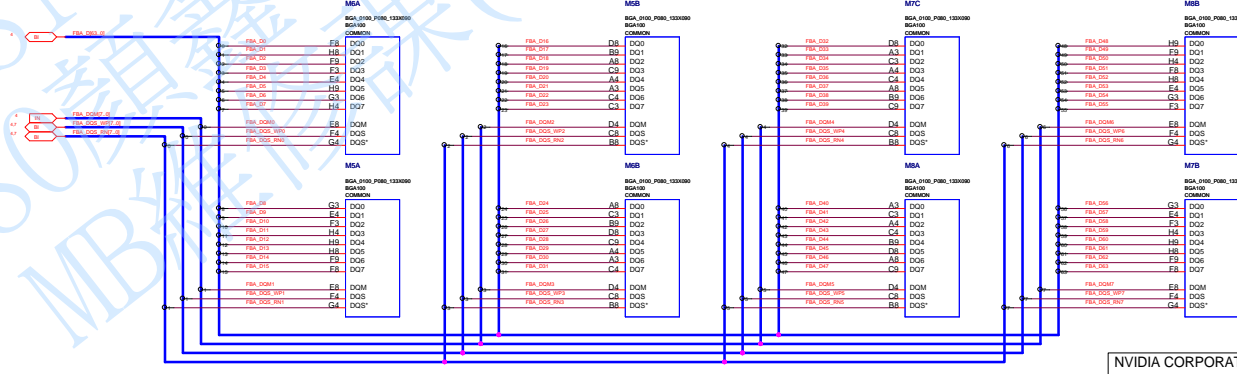 M5A
BGA_0100_P080_133X090
BGA100
COMMON
FBA_D0 F8 DQ0
FBA_D1 H8 DQ1
FBA_D2 F9 DQ2
FBA_D3 F3 DQ3
FBA_D4 E4 DQ4
FBA_D5 H9 DQ5
FBA_D6 G3 DQ6
FBA_D7 H4 DQ7
FBA_DQM0 E8 DQM
FBA_DQS_WP0 F4 DQS
FBA_DQS_RN0 G4 DQS*
BI FBA_D[63..0]
IN FBA_DQM[7..0]
BI FBA_DQS_WP[7..0]
BI FBA_DQS_RN[7..0]
M5B
BGA_0100_P080_133X090
BGA100
COMMON
FBA_D16 D8 DQ0
FBA_D17 B9 DQ1
FBA_D18 A8 DQ2
FBA_D19 C9 DQ3
FBA_D20 A4 DQ4
FBA_D21 A3 DQ5
FBA_D22 C4 DQ6
FBA_D23 C3 DQ7
FBA_DQM2 D4 DQM
FBA_DQS_WP2 C8 DQS
FBA_DQS_RN2 B8 DQS*
M7C
BGA_0100_P080_133X090
BGA100
COMMON
FBA_D32 D8 DQ0
FBA_D33 A3 DQ1
FBA_D34 C3 DQ2
FBA_D35 A4 DQ3
FBA_D36 C4 DQ4
FBA_D37 A8 DQ5
FBA_D38 B9 DQ6
FBA_D39 C9 DQ7
FBA_DQM4 D4 DQM
FBA_DQS_WP4 C8 DQS
FBA_DQS_RN4 B8 DQS*
M8B
BGA_0100_P080_133
BGA100
COMMON
FBA_D48 H9 DQ0
FBA_D49 F9 DQ1
FBA_D50 H4 DQ2
FBA_D51 F8 DQ3
FBA_D52 H8 DQ4
FBA_D53 E4 DQ5
FBA_D54 G3 DQ6
FBA_D55 F3 DQ7
FBA_DQM6 E8 DQM
FBA_DQS_WP6 F4 DQS
FBA_DQS_RN6 G4 DQS*
M5A
BGA_0100_P080_133X090
BGA100
COMMON
FBA_D8 G3 DQ0
FBA_D9 E4 DQ1
FBA_D10 F3 DQ2
FBA_D11 H4 DQ3
FBA_D12 H9 DQ4
FBA_D13 H8 DQ5
FBA_D14 F9 DQ6
FBA_D15 F8 DQ7
FBA_DQM1 E8 DQM
FBA_DQS_WP1 F4 DQS
FBA_DQS_RN1 G4 DQS*
M6B
BGA_0100_P080_133X090
BGA100
COMMON
FBA_D24 A8 DQ0
FBA_D25 C3 DQ1
FBA_D26 B9 DQ2
FBA_D27 D8 DQ3
FBA_D28 C9 DQ4
FBA_D29 A4 DQ5
FBA_D30 A3 DQ6
FBA_D31 C4 DQ7
FBA_DQM3 D4 DQM
FBA_DQS_WP3 C8 DQS
FBA_DQS_RN3 B8 DQS*
M8A
BGA_0100_P080_133X090
BGA100
COMMON
FBA_D40 A3 DQ0
FBA_D41 C3 DQ1
FBA_D42 A4 DQ2
FBA_D43 C4 DQ3
FBA_D44 B9 DQ4
FBA_D45 D8 DQ5
FBA_D46 A8 DQ6
FBA_D47 C9 DQ7
FBA_DQM5 D4 DQM
FBA_DQS_WP5 C8 DQS
FBA_DQS_RN5 B8 DQS*
M7B
BGA_0100_P080_133
BGA100
COMMON
FBA_D56 G3 DQ0
FBA_D57 E4 DQ1
FBA_D58 F3 DQ2
FBA_D59 H4 DQ3
FBA_D60 H9 DQ4
FBA_D61 H8 DQ5
FBA_D62 F9 DQ6
FBA_D63 F8 DQ7
FBA_DQM7 E8 DQM
FBA_DQS_WP7 F4 DQS
FBA_DQS_RN7 G4 DQS*
NVIDIA CORPORAT